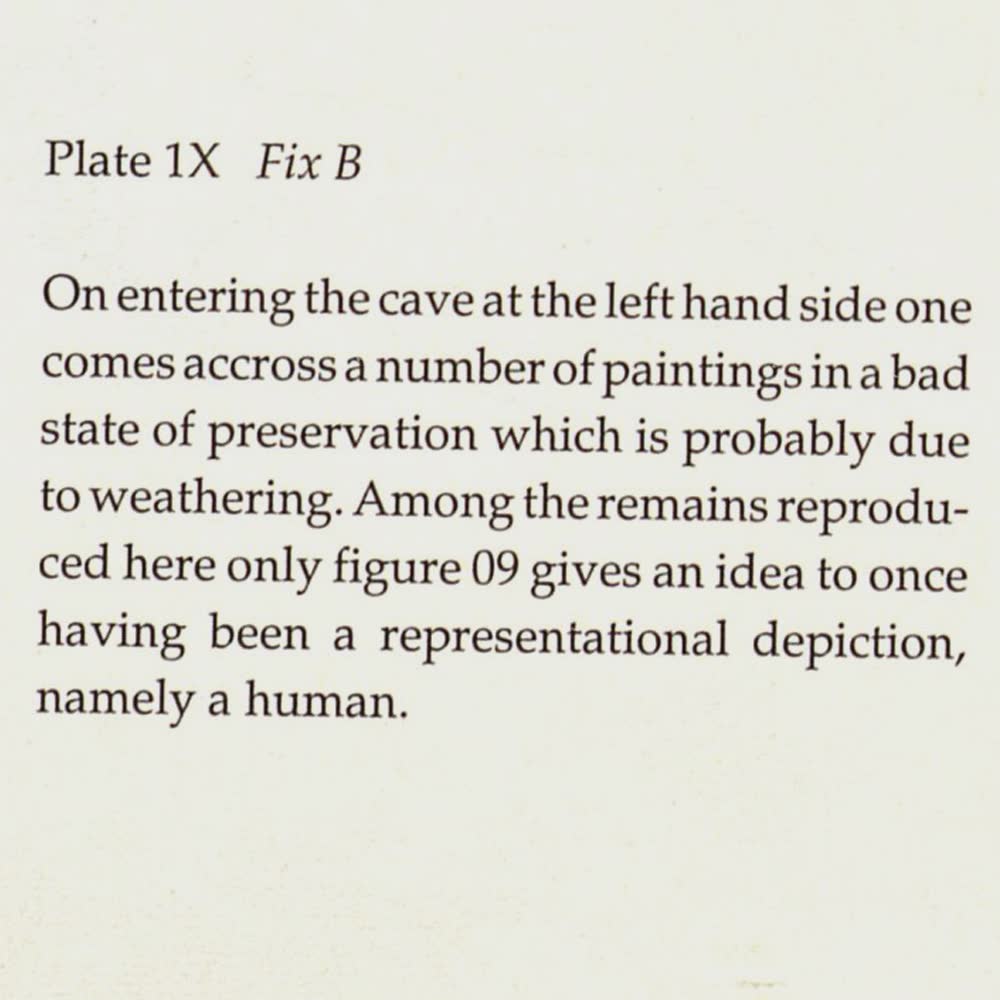 Plate 1X Fix B
On entering the cave at the left hand side one
comes accross a number of paintings in a bad
state of preservation which is probably due
to weathering. Among the remains reprodu-
ced here only figure 09 gives an idea to once
having been a representational depiction,
namely a human.